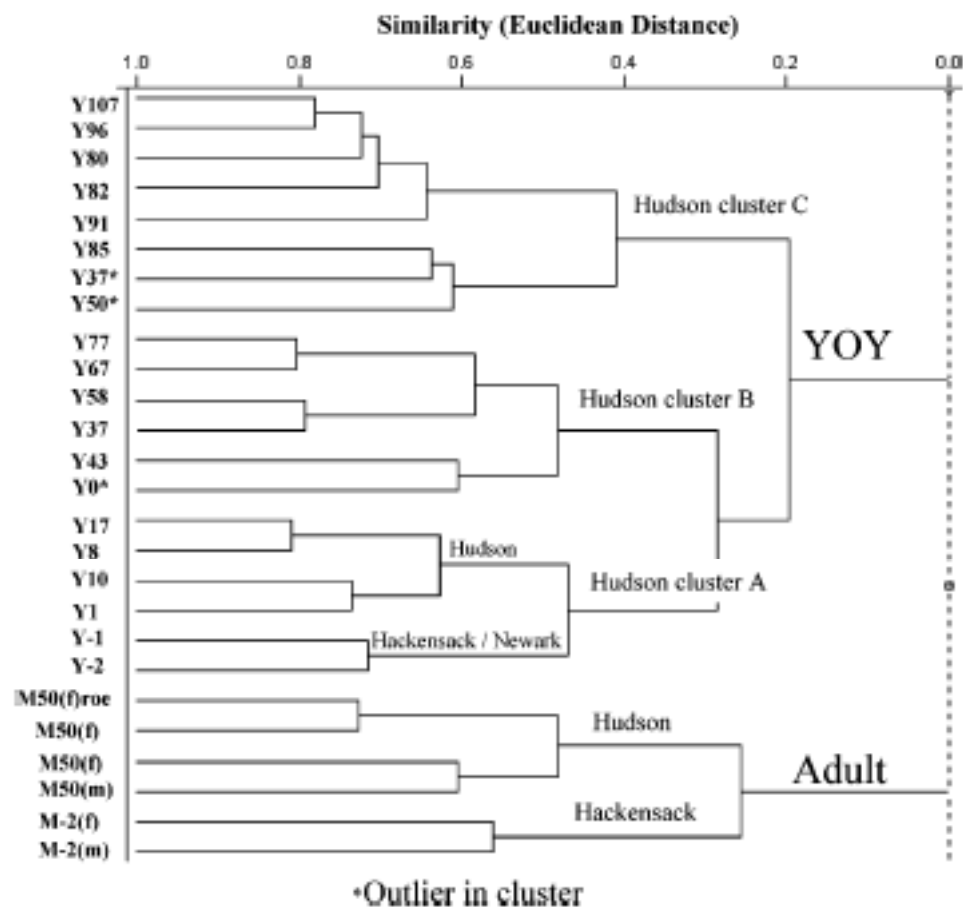 Similarity (Euclidean Distance)
1.0 0.8 0.6 0.4 0.2 0.0
Y107
Y96
Y80
Y82
Hudson cluster C
Y91
Y85
Y37*
Y50*
Y77
YOY
Y67
Y58
Hudson cluster B
Y37
Y43
Y0^
Y17
Y8
Hudson
Y10
Hudson cluster A
Y1
Y-1
Hackensack / Newark
Y-2
M50(f)roe
Hudson
M50(f)
M50(f)
Adult
M50(m)
Hackensack
M-2(f)
M-2(m)
*Outlier in cluster